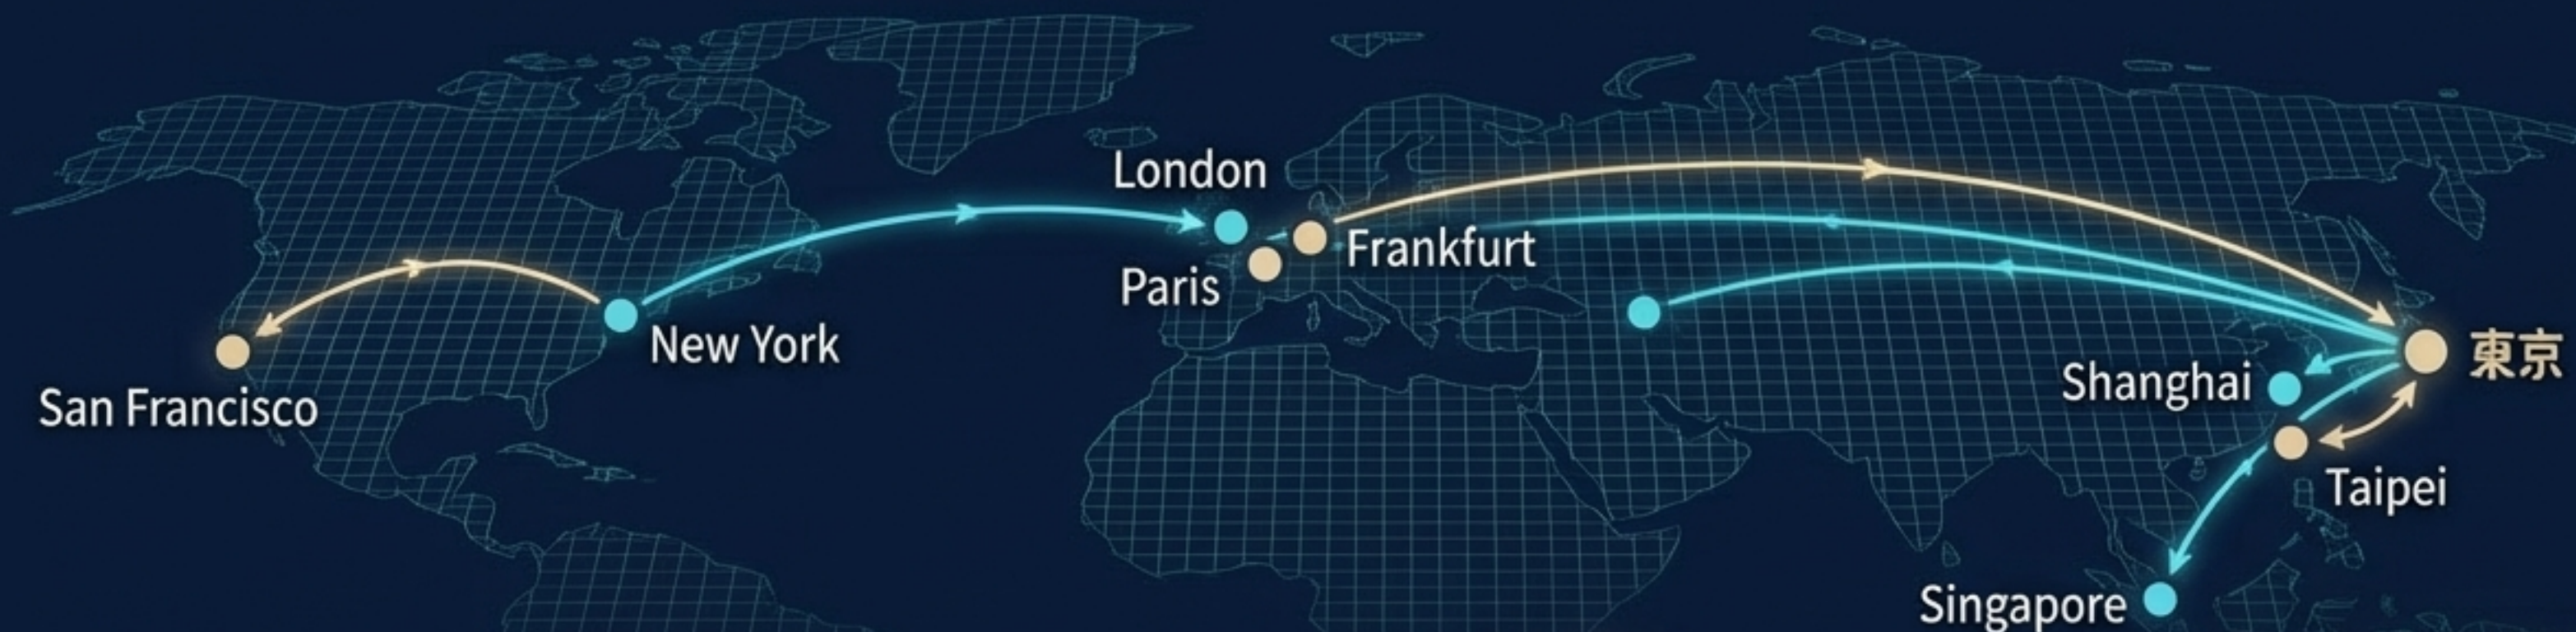 London
Frankfurt
Paris
New York
San Francisco
東京
Shanghai
Taipei
Singapore